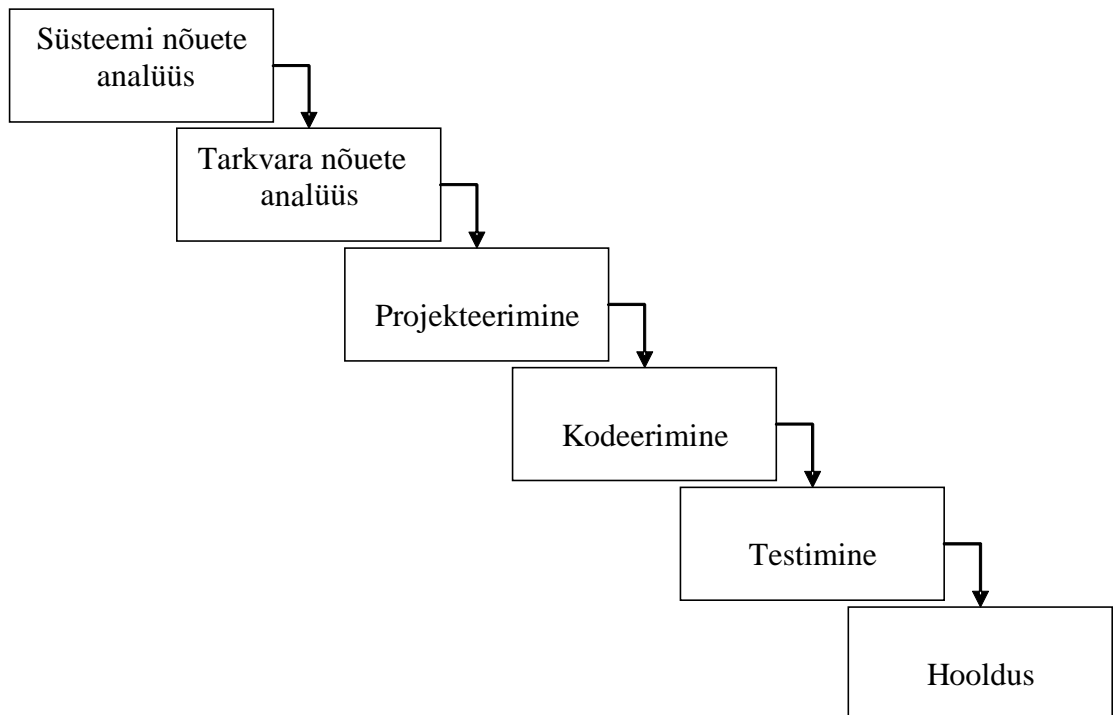 Süsteemi nõuete
analüüs
Tarkvara nõuete
analüüs
Projekteerimine
Kodeerimine
Testimine
Hooldus